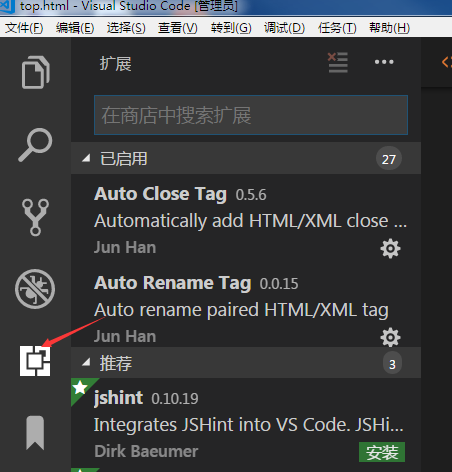 top.html - Visual Studio Code [管理员]
文件(F) 编辑(E) 选择(S) 查看(V) 转到(G) 调试(D) 任务(T) 帮助(H)
扩展
在商店中搜索扩展
已启用 27
Auto Close Tag 0.5.6
Automatically add HTML/XML close ...
Jun Han
Auto Rename Tag 0.0.15
Auto rename paired HTML/XML tag
Jun Han
推荐 3
jshint 0.10.19
Integrates JSHint into VS Code. JSHi...
Dirk Baeumer 安装